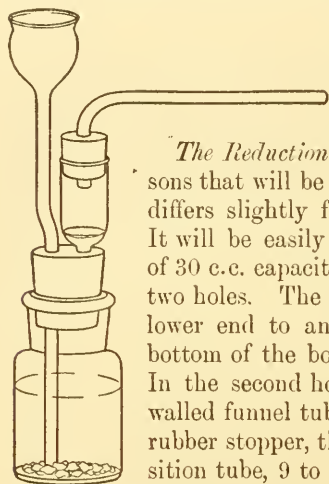 The Reduction
sons that will be
differs slightly f
It will be easily
of 30 c.c. capacit
two holes. The
lower end to an
bottom of the bo
In the second ho
walled funnel tub
rubber stopper, th
sition tube, 9 to